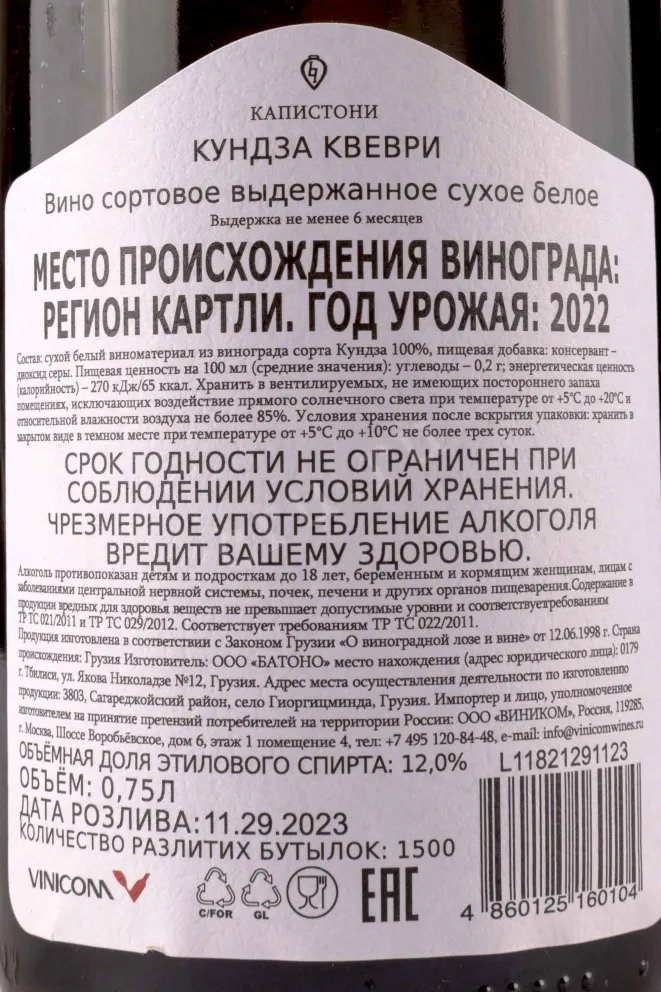 КАПИСТОНИ
КУНДЗА КВЕВРИ
Вино сортовое выдержанное сухое белое
Выдержка не менее 6 месяцев
МЕСТО ПРОИСХОЖДЕНИЯ ВИНОГРАДА:
РЕГИОН КАРТЛИ. ГОД УРОЖАЯ: 2022
Состав: сухой белый виноматериал из винограда сорта Кундза 100%, пищевая добавка: консервант –
диоксид серы. Пищевая ценность на 100 мл (средние значения): углеводы – 0,2 г; энергетическая ценность
(калорийность) – 270 кДж/65 ккал. Хранить в вентилируемых, не имеющих постороннего запаха
помещениях, исключающих воздействие прямого солнечного света при температуре от +5°C до +20°C и
относительной влажности воздуха не более 85%. Условия хранения после вскрытия упаковки: хранить в
закрытом виде в темном месте при температуре от +5°C до +10°C не более трех суток.
СРОК ГОДНОСТИ НЕ ОГРАНИЧЕН ПРИ
СОБЛЮДЕНИИ УСЛОВИЙ ХРАНЕНИЯ.
ЧРЕЗМЕРНОЕ УПОТРЕБЛЕНИЕ АЛКОГОЛЯ
ВРЕДИТ ВАШЕМУ ЗДОРОВЬЮ.
Алкоголь противопоказан детям и подросткам до 18 лет, беременным и кормящим женщинам, лицам с
заболеваниями центральной нервной системы, почек, печени и других органов пищеварения.Содержание в
продукции вредных для здоровья веществ не превышает допустимые уровни и соответствуетребованиям
ТР ТС 021/2011 и ТР ТС 029/2012. Соответствует требованиям ТР ТС 022/2011.
Продукция изготовлена в соответствии с Законом Грузии «О виноградной лозе и вине» от 12.06.1998 г. Страна
происхождения: Грузия Изготовитель: ООО «БАТОНО» место нахождения (адрес юридического лица): 0179
г. Тбилиси, ул. Якова Николадзе №12, Грузия. Адрес места осуществления деятельности по изготовлению
продукции: 3803, Сагареджойский район, село Гиоргицминда, Грузия. Импортер и лицо, уполномоченное
изготовителем на принятие претензий потребителей на территории России: ООО «ВИНИКОМ», Россия, 119285,
г. Москва, Шоссе Воробьёвское, дом 6, этаж 1 помещение 4, тел: +7 495 120-84-48, e-mail: info@vinicomwines.ru
ОБЪЁМНАЯ ДОЛЯ ЭТИЛОВОГО СПИРТА: 12,0%
L11821291123
ОБЪЁМ: 0,75Л
ДАТА РОЗЛИВА: 11.29.2023
КОЛИЧЕСТВО РАЗЛИТИХ БУТЫЛОК: 1500
VINICOM
C/FOR
GL
EAC
4 860125 160104